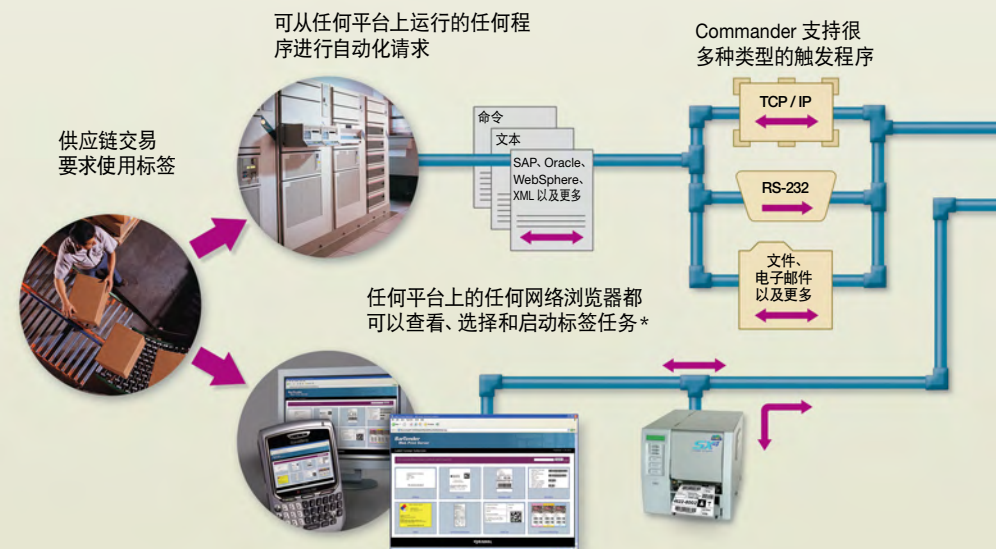 可从任何平台上运行的任何程
序进行自动化请求
Commander 支持很
多种类型的触发程序
供应链交易
要求使用标签
命令
文本
SAP、Oracle、
WebSphere、
XML 以及更多
TCP / IP
RS-232
文件、
电子邮件
以及更多
任何平台上的任何网络浏览器都
可以查看、选择和启动标签任务*
BarTender
Web Print Server